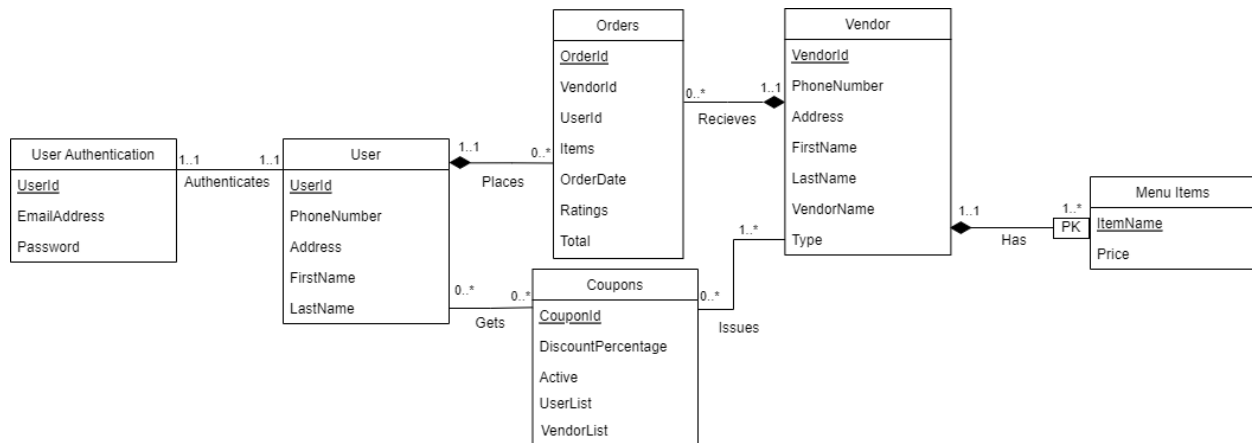 User Authentication
UserId
EmailAddress
Password
1..1
1..1
Authenticates
User
UserId
PhoneNumber
Address
FirstName
LastName
1..1
0..*
Places
0..*
0..*
Gets
Orders
OrderId
VendorId
UserId
Items
OrderDate
Ratings
Total
0..*
1..1
Recieves
Coupons
CouponId
DiscountPercentage
Active
UserList
VendorList
0..*
1..*
Issues
Vendor
VendorId
PhoneNumber
Address
FirstName
LastName
VendorName
Type
1..1
1..*
Has
PK
Menu Items
ItemName
Price